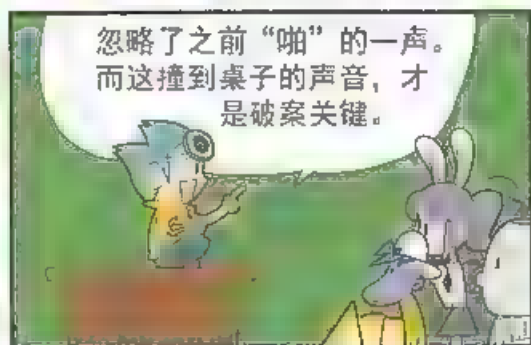 忽略了之前“啪”的一声。
而这撞到桌子的声音，才
是破案关键。